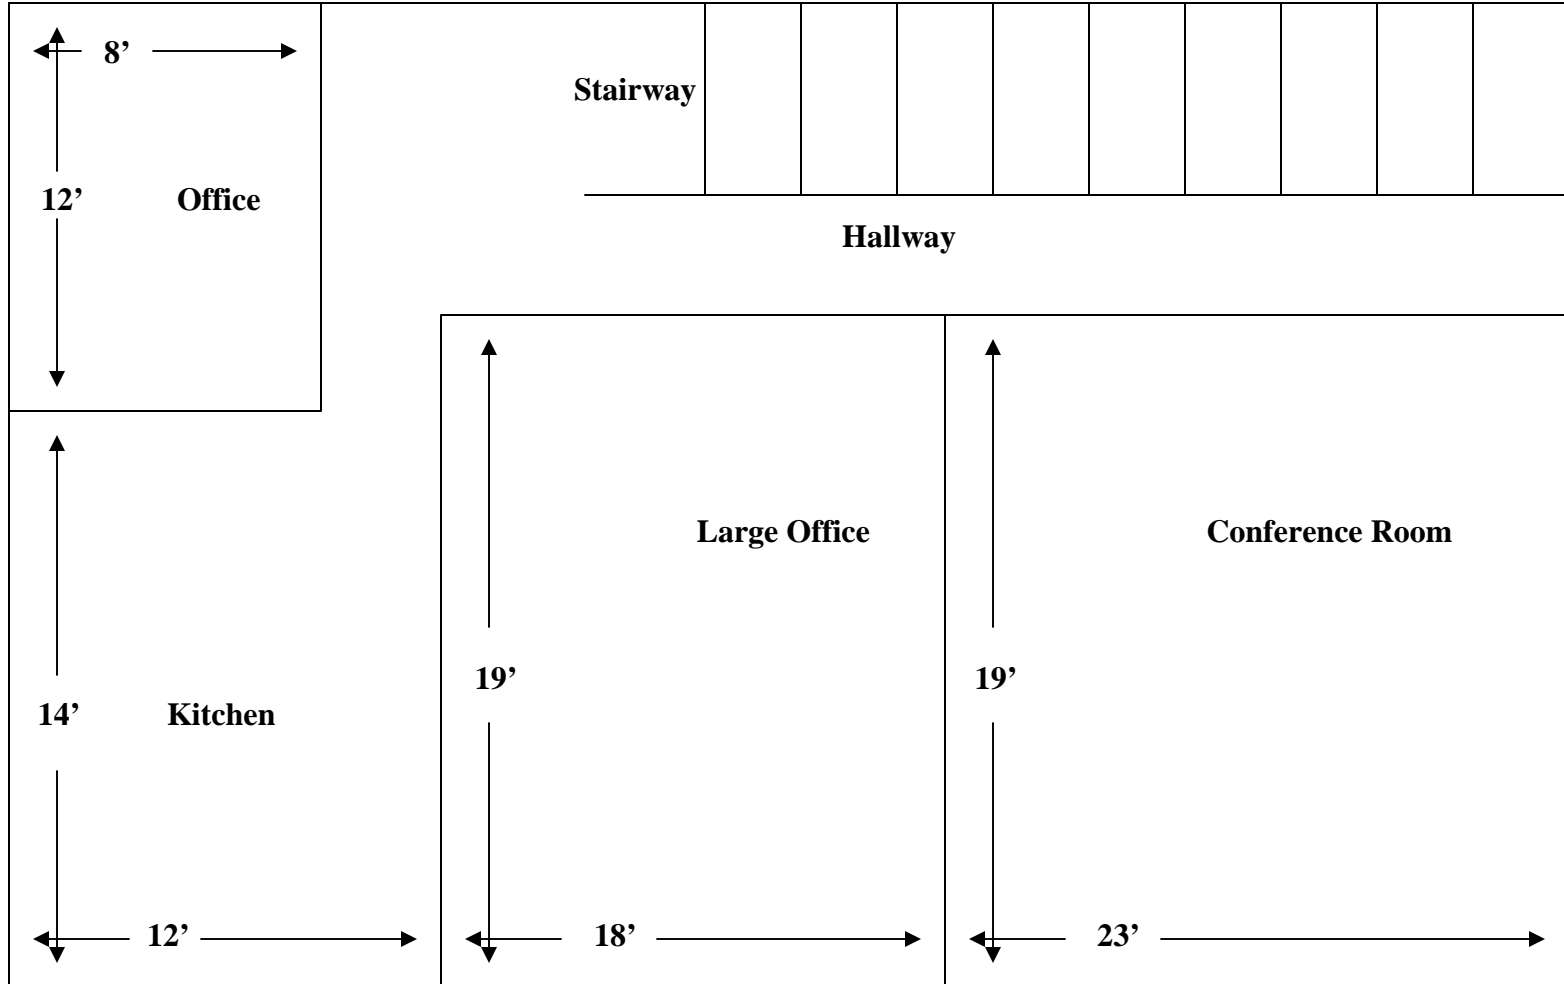 8’
Stairway
12’ Office
Hallway
Large Office Conference Room
19’ 19’
14’ Kitchen
12’ 18’ 23’